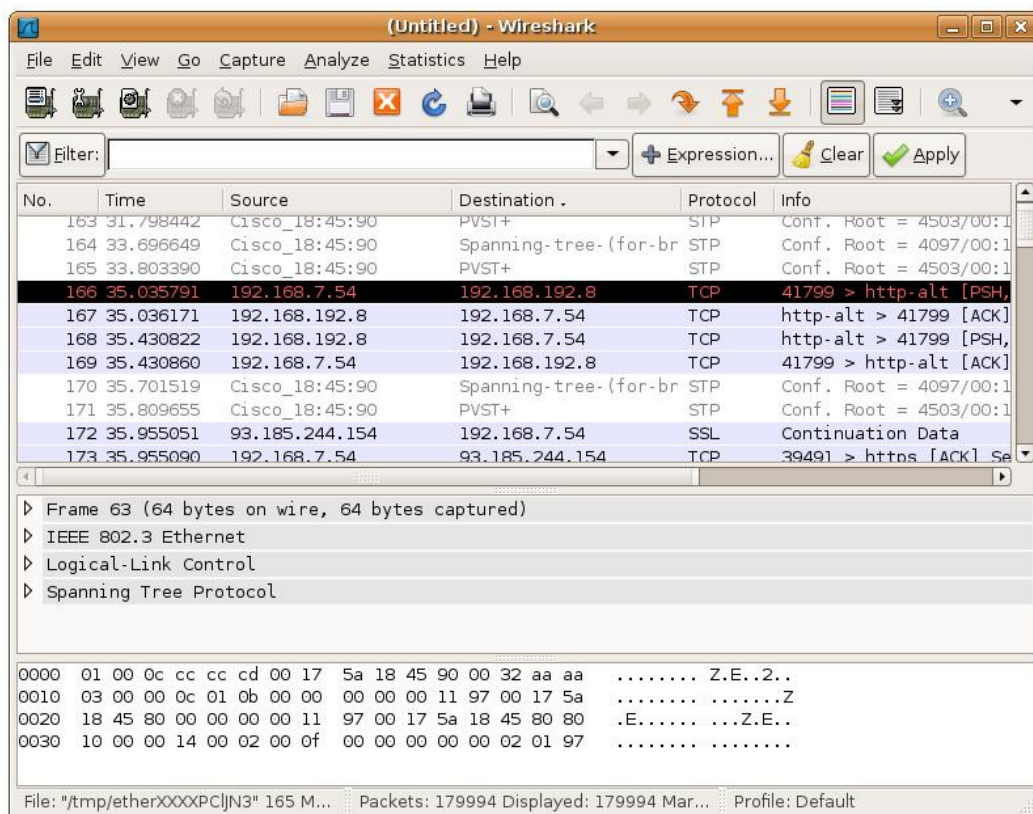 (Untitled) - Wireshark
File Edit View Go Capture Analyze Statistics Help
Filter: Expression... Clear Apply
No. Time Source Destination Protocol Info
163 31.798442 Cisco_18:45:90 PVST+ STP Conf. Root = 4503/00:1
164 33.696649 Cisco_18:45:90 Spanning-tree-(for-br STP Conf. Root = 4097/00:1
165 33.803390 Cisco_18:45:90 PVST+ STP Conf. Root = 4503/00:1
166 35.035791 192.168.7.54 192.168.192.8 TCP 41799 > http-alt [PSH,
167 35.036171 192.168.192.8 192.168.7.54 TCP http-alt > 41799 [ACK]
168 35.430822 192.168.192.8 192.168.7.54 TCP http-alt > 41799 [PSH,
169 35.430860 192.168.7.54 192.168.192.8 TCP 41799 > http-alt [ACK]
170 35.701519 Cisco_18:45:90 Spanning-tree-(for-br STP Conf. Root = 4097/00:1
171 35.809655 Cisco_18:45:90 PVST+ STP Conf. Root = 4503/00:1
172 35.955051 93.185.244.154 192.168.7.54 SSL Continuation Data
173 35.955090 192.168.7.54 93.185.244.154 TCP 39491 > https [ACK] Se
Frame 63 (64 bytes on wire, 64 bytes captured)
IEEE 802.3 Ethernet
Logical-Link Control
Spanning Tree Protocol
0000 01 00 0c cc cc cd 00 17 5a 18 45 90 00 32 aa aa ........ Z.E..2..
0010 03 00 00 0c 01 0b 00 00 00 00 00 11 97 00 17 5a ........ .......Z
0020 18 45 80 00 00 00 00 11 97 00 17 5a 18 45 80 80 .E...... ...Z.E..
0030 10 00 00 14 00 02 00 0f 00 00 00 00 00 02 01 97 ........ ........
File: "/tmp/etherXXXXPClJN3" 165 M... Packets: 179994 Displayed: 179994 Mar... Profile: Default